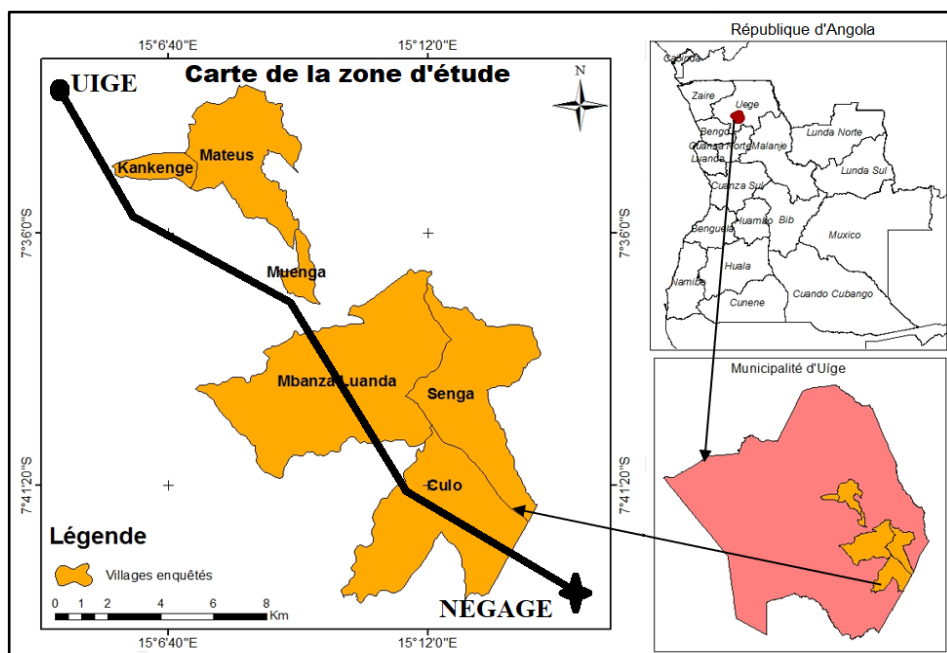 15°6'40"E
15°12'0"E
République d'Angola
Carte de la zone d'étude
N
UIGE
Mateus
Kankenge
Muenga
Mbanza Luanda
Senga
Culo
NEGAGE
7°36'0"S
7°41'20"S
7°36'0"S
7°41'20"S
Légende
Villages enquêtés
0 1 2 4 6 8
Km
15°6'40"E
15°12'0"E
Cabinda
Zaire
Uege
Bengo
Cuanza Norte
Malanje
Lunda Norte
Luanda
Lunda Sul
Cuanza Sul
Huambo
Bib
Benguela
Muxico
Huala
Namibe
Cunene
Cuando Cubango
Municipalité d'Uíge